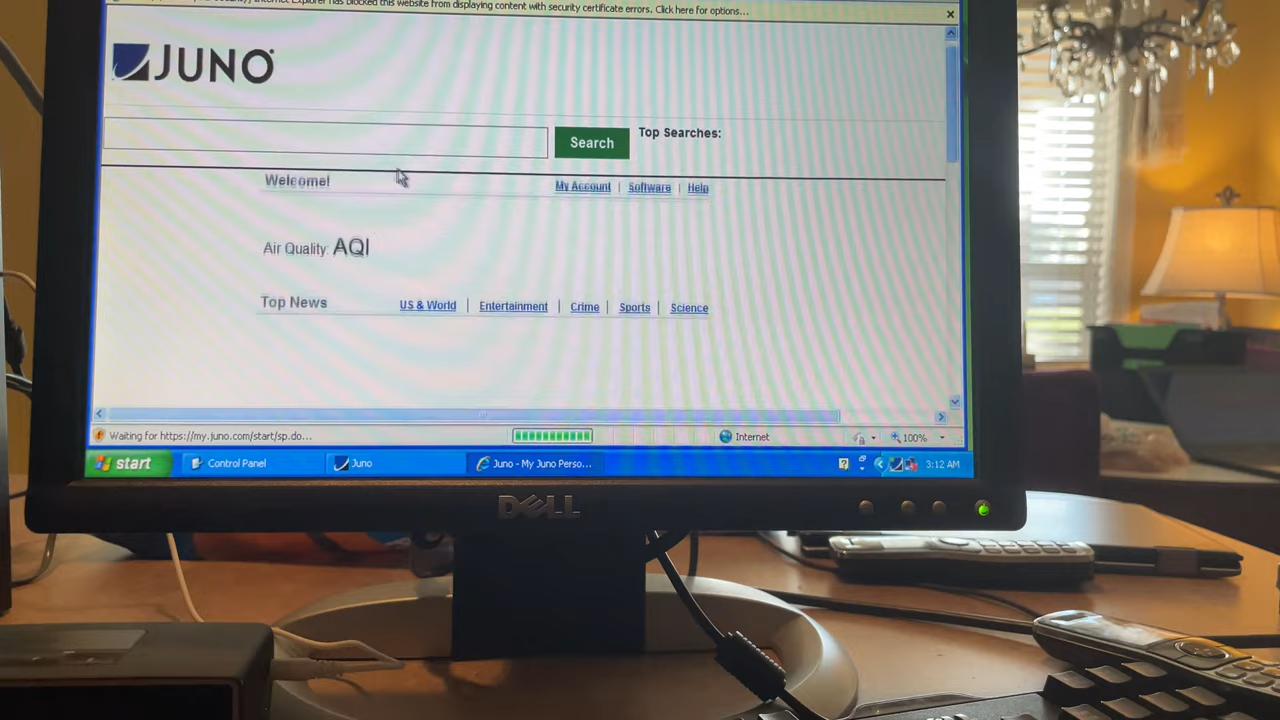 Internet Explorer has blocked this website from displaying content with security certificate errors. Click here for options...
JUNO
Search
Top Searches:
Welcome!
My Account | Software | Help
Air Quality: AQI
Top News
US & World | Entertainment | Crime | Sports | Science
Waiting for https://my.juno.com/start/sp.do...
Internet
100%
start
Control Panel
Juno
Juno - My Juno Perso...
3:12 AM
DELL